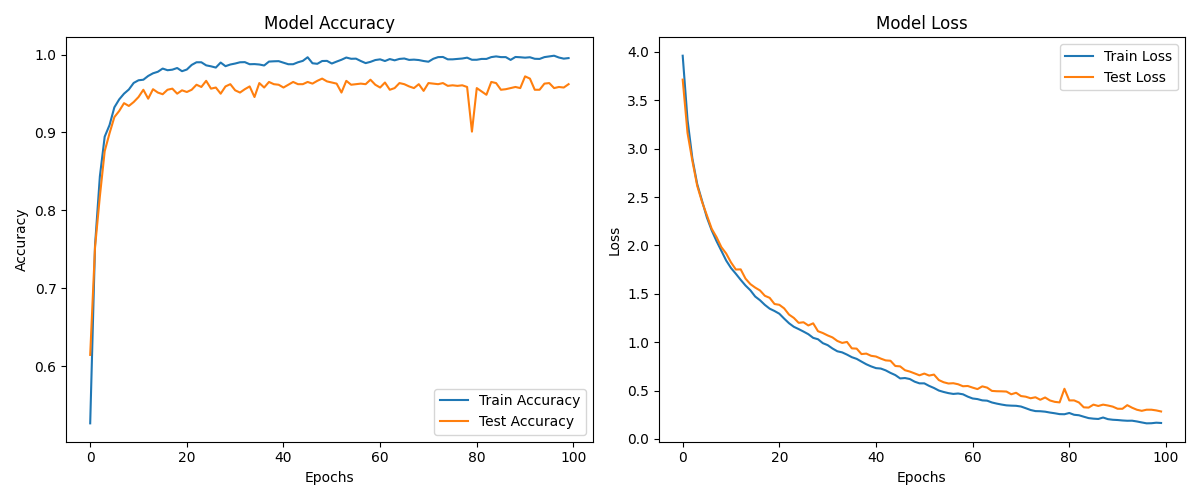 Model Accuracy
1.0
0.9
0.8
0.7
0.6
Accuracy
0 20 40 60 80 100
Epochs
Train Accuracy
Test Accuracy
Model Loss
4.0
3.5
3.0
2.5
2.0
1.5
1.0
0.5
0.0
Loss
0 20 40 60 80 100
Epochs
Train Loss
Test Loss